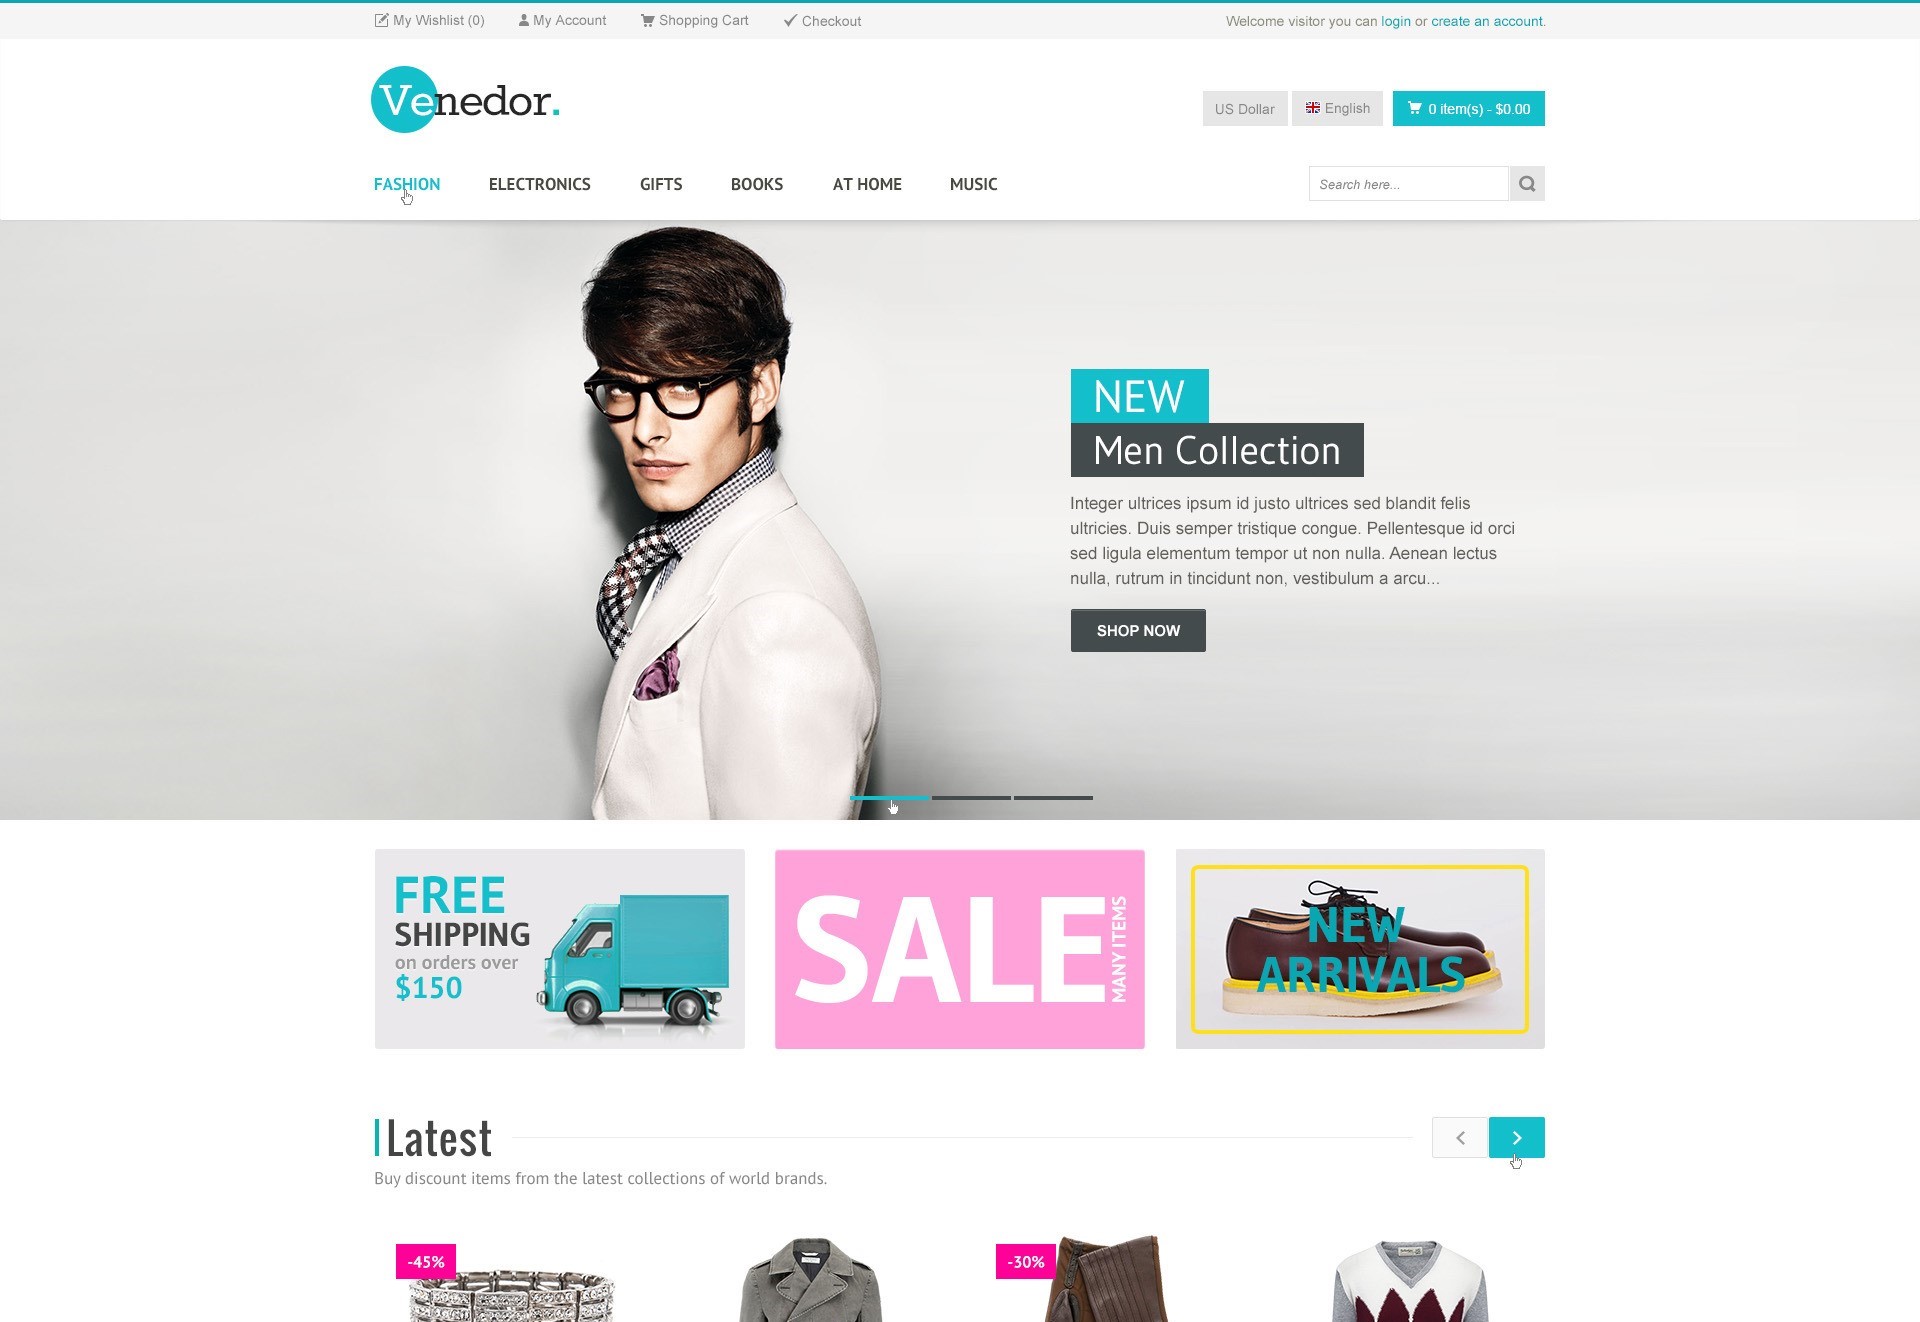 My Wishlist (0)
My Account
Shopping Cart
Checkout
Welcome visitor you can login or create an account.
Venedor.
US Dollar
English
0 item(s) - $0.00
FASHION
ELECTRONICS
GIFTS
BOOKS
AT HOME
MUSIC
Search here...
NEW
Men Collection
Integer ultrices ipsum id justo ultrices sed blandit felis
ultricies. Duis semper tristique congue. Pellentesque id orci
sed ligula elementum tempor ut non nulla. Aenean lectus
nulla, rutrum in tincidunt non, vestibulum a arcu...
SHOP NOW
FREE
SHIPPING
on orders over
$150
SALE
MANY ITEMS
NEW
ARRIVALS
Latest
Buy discount items from the latest collections of world brands.
-45%
-30%